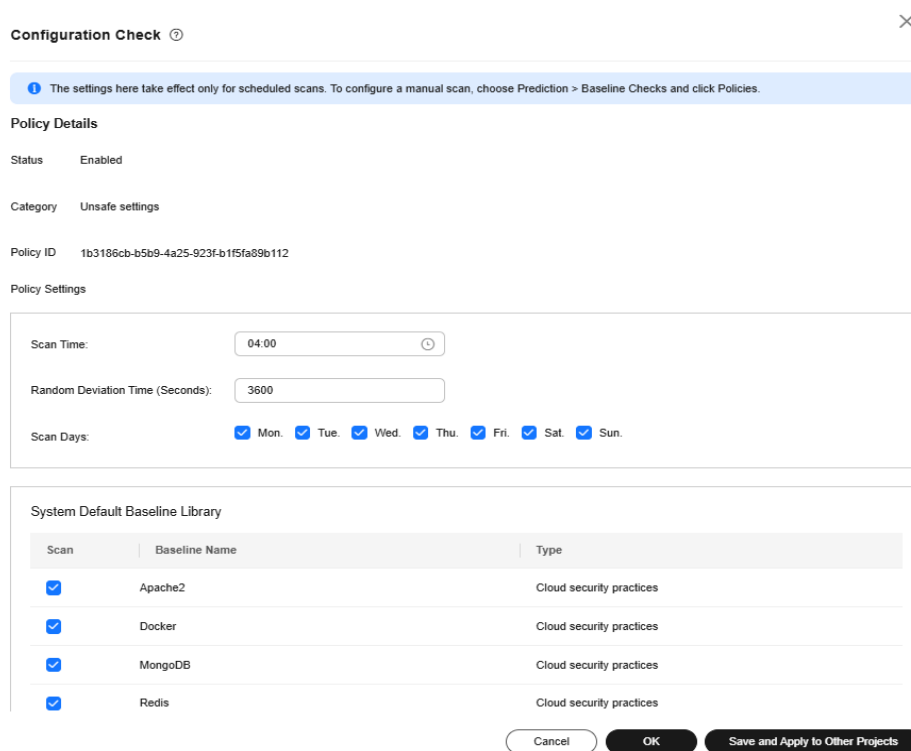 Configuration Check
The settings here take effect only for scheduled scans. To configure a manual scan, choose Prediction > Baseline Checks and click Policies.
Policy Details
Status Enabled
Category Unsafe settings
Policy ID 1b3186cb-b5b9-4a25-923f-b1f5fa89b112
Policy Settings
Scan Time: 04:00
Random Deviation Time (Seconds): 3600
Scan Days: Mon. Tue. Wed. Thu. Fri. Sat. Sun.
System Default Baseline Library
Scan Baseline Name Type
Apache2 Cloud security practices
Docker Cloud security practices
MongoDB Cloud security practices
Redis Cloud security practices
Cancel OK Save and Apply to Other Projects